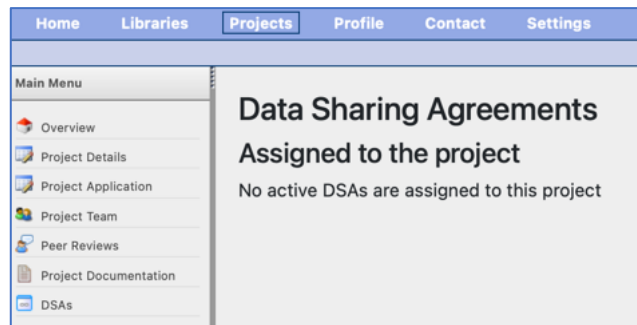 Home Libraries Projects Profile Contact Settings
Main Menu
Overview
Project Details
Project Application
Project Team
Peer Reviews
Project Documentation
DSAs
Data Sharing Agreements
Assigned to the project
No active DSAs are assigned to this project